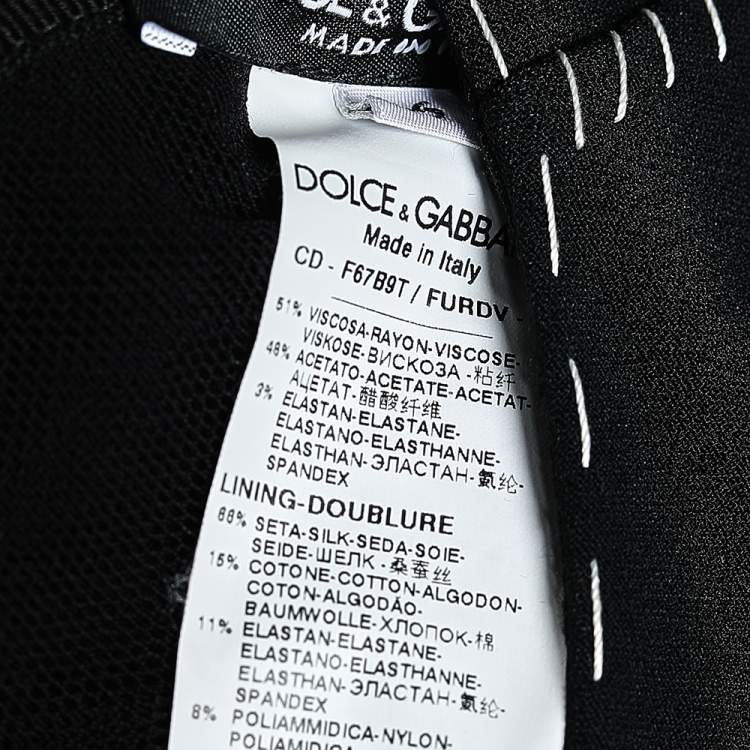 & G
MADE IN
DOLCE & GABBA
Made in Italy
CD - F67B9T / FURDV -
51% VISCOSA-RAYON-VISCOSE-
VISKOSE-ВИСКОЗА-粘纤
46% ACETATO-ACETATE-ACETAT-
АЦЕТАТ-醋酸纤维
3% ELASTAN-ELASTANE-
ELASTANO-ELASTHANNE-
ELASTHAN-ЭЛАСТАН-氨纶-
SPANDEX
LINING-DOUBLURE
66% SETA-SILK-SEDA-SOIE-
SEIDE-ШЕЛК-桑蚕丝
15% COTONE-COTTON-ALGODON-
COTON-ALGODÃO-
BAUMWOLLE-ХЛОПОК-棉
11% ELASTAN-ELASTANE-
ELASTANO-ELASTHANNE-
ELASTHAN-ЭЛАСТАН-氨纶-
SPANDEX
8% POLIAMMIDICA-NYLON-
POLIAMMIDE-